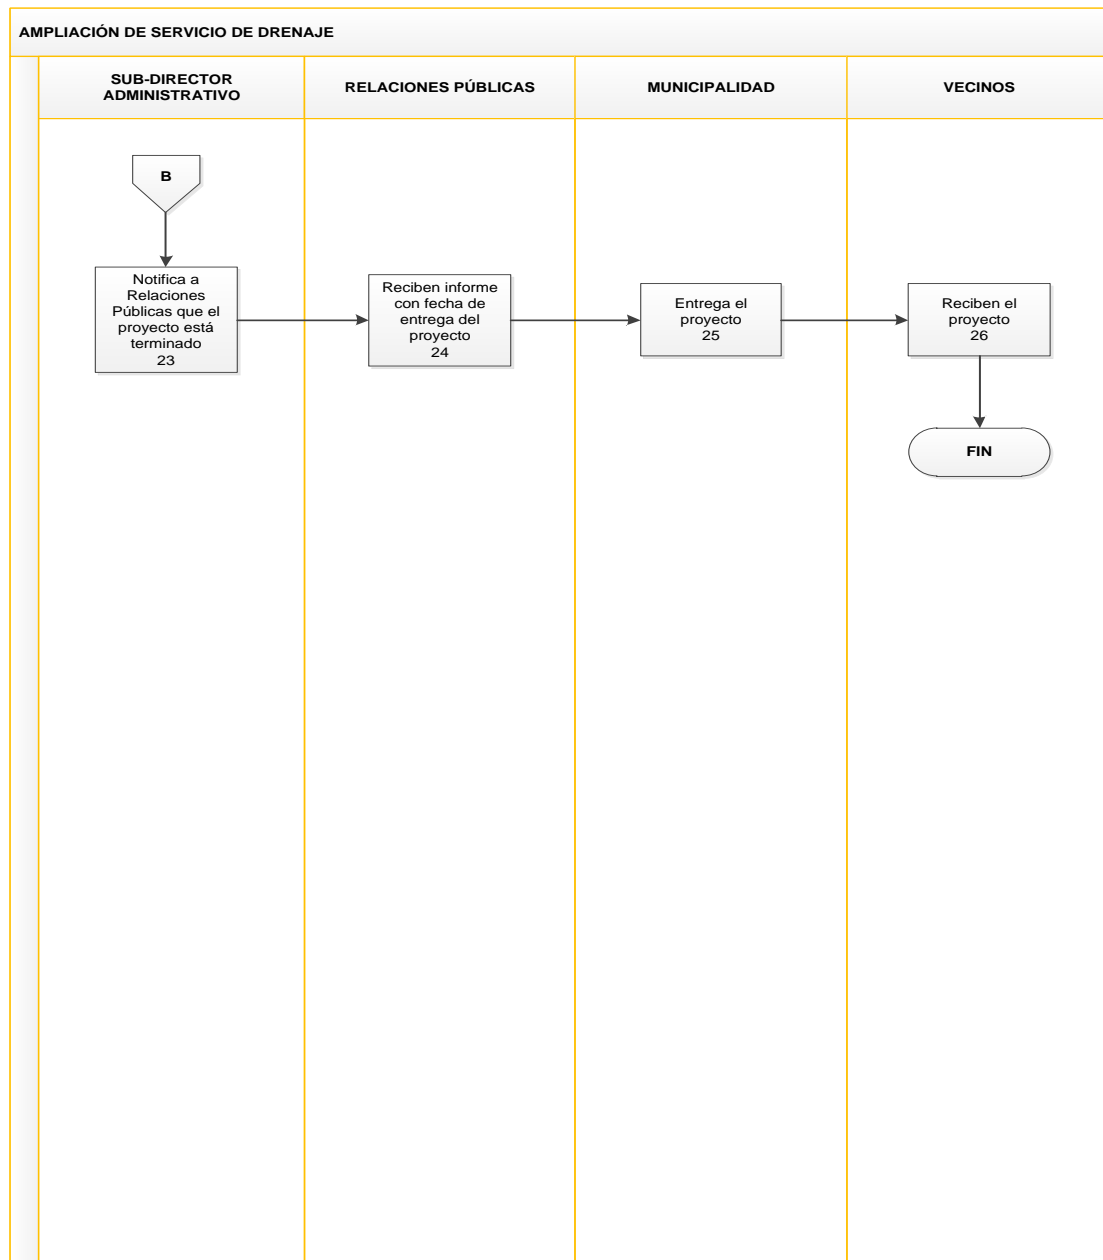 AMPLIACIÓN DE SERVICIO DE DRENAJE
SUB-DIRECTOR
ADMINISTRATIVO
RELACIONES PÚBLICAS
MUNICIPALIDAD
VECINOS
B
Notifica a
Relaciones
Públicas que el
proyecto está
terminado
23
Reciben informe
con fecha de
entrega del
proyecto
24
Entrega el
proyecto
25
Reciben el
proyecto
26
FIN